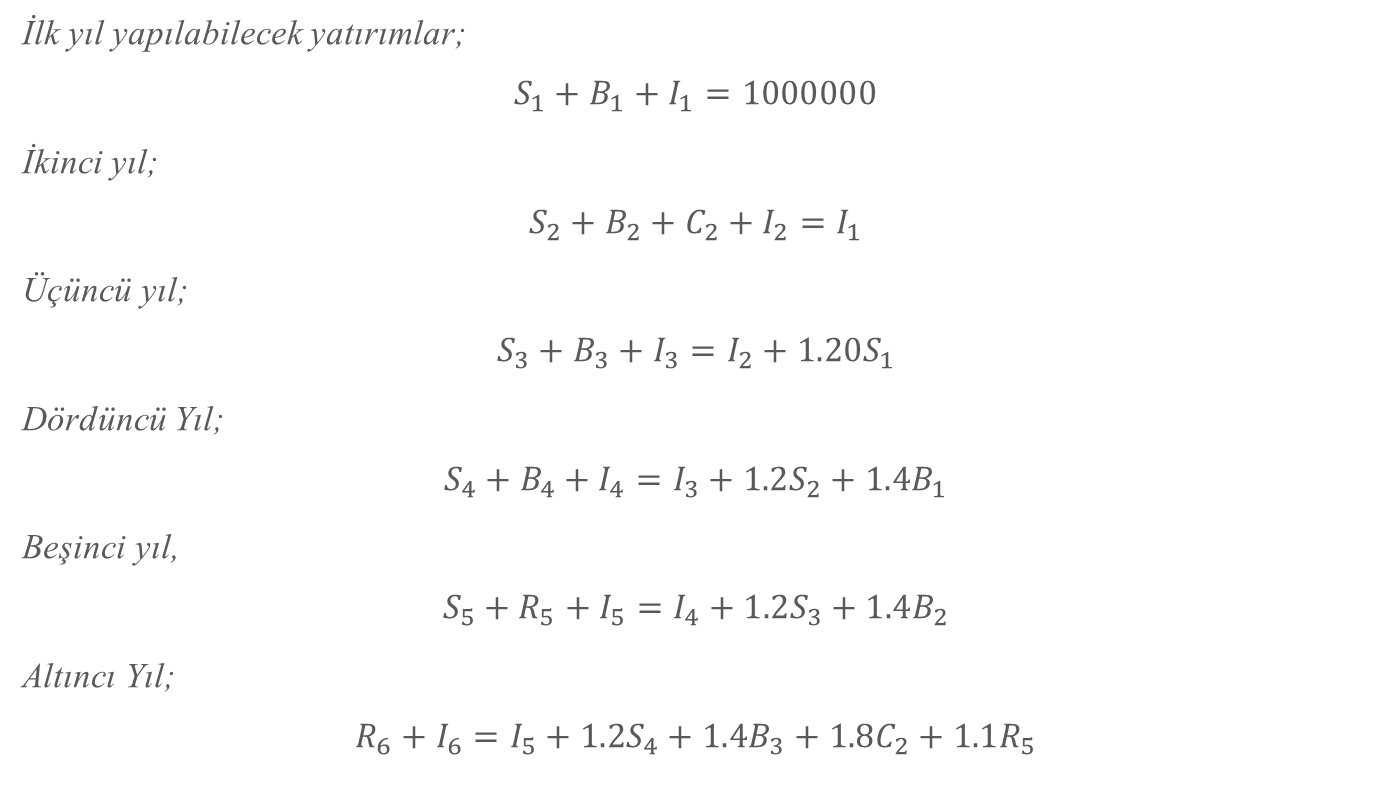 İlk yıl yapılabilecek yatırımlar;
S₁ + B₁ + I₁ = 1000000
İkinci yıl;
S₂ + B₂ + C₂ + I₂ = I₁
Üçüncü yıl;
S₃ + B₃ + I₃ = I₂ + 1.20S₁
Dördüncü Yıl;
S₄ + B₄ + I₄ = I₃ + 1.2S₂ + 1.4B₁
Beşinci yıl,
S₅ + R₅ + I₅ = I₄ + 1.2S₃ + 1.4B₂
Altıncı Yıl;
R₆ + I₆ = I₅ + 1.2S₄ + 1.4B₃ + 1.8C₂ + 1.1R₅